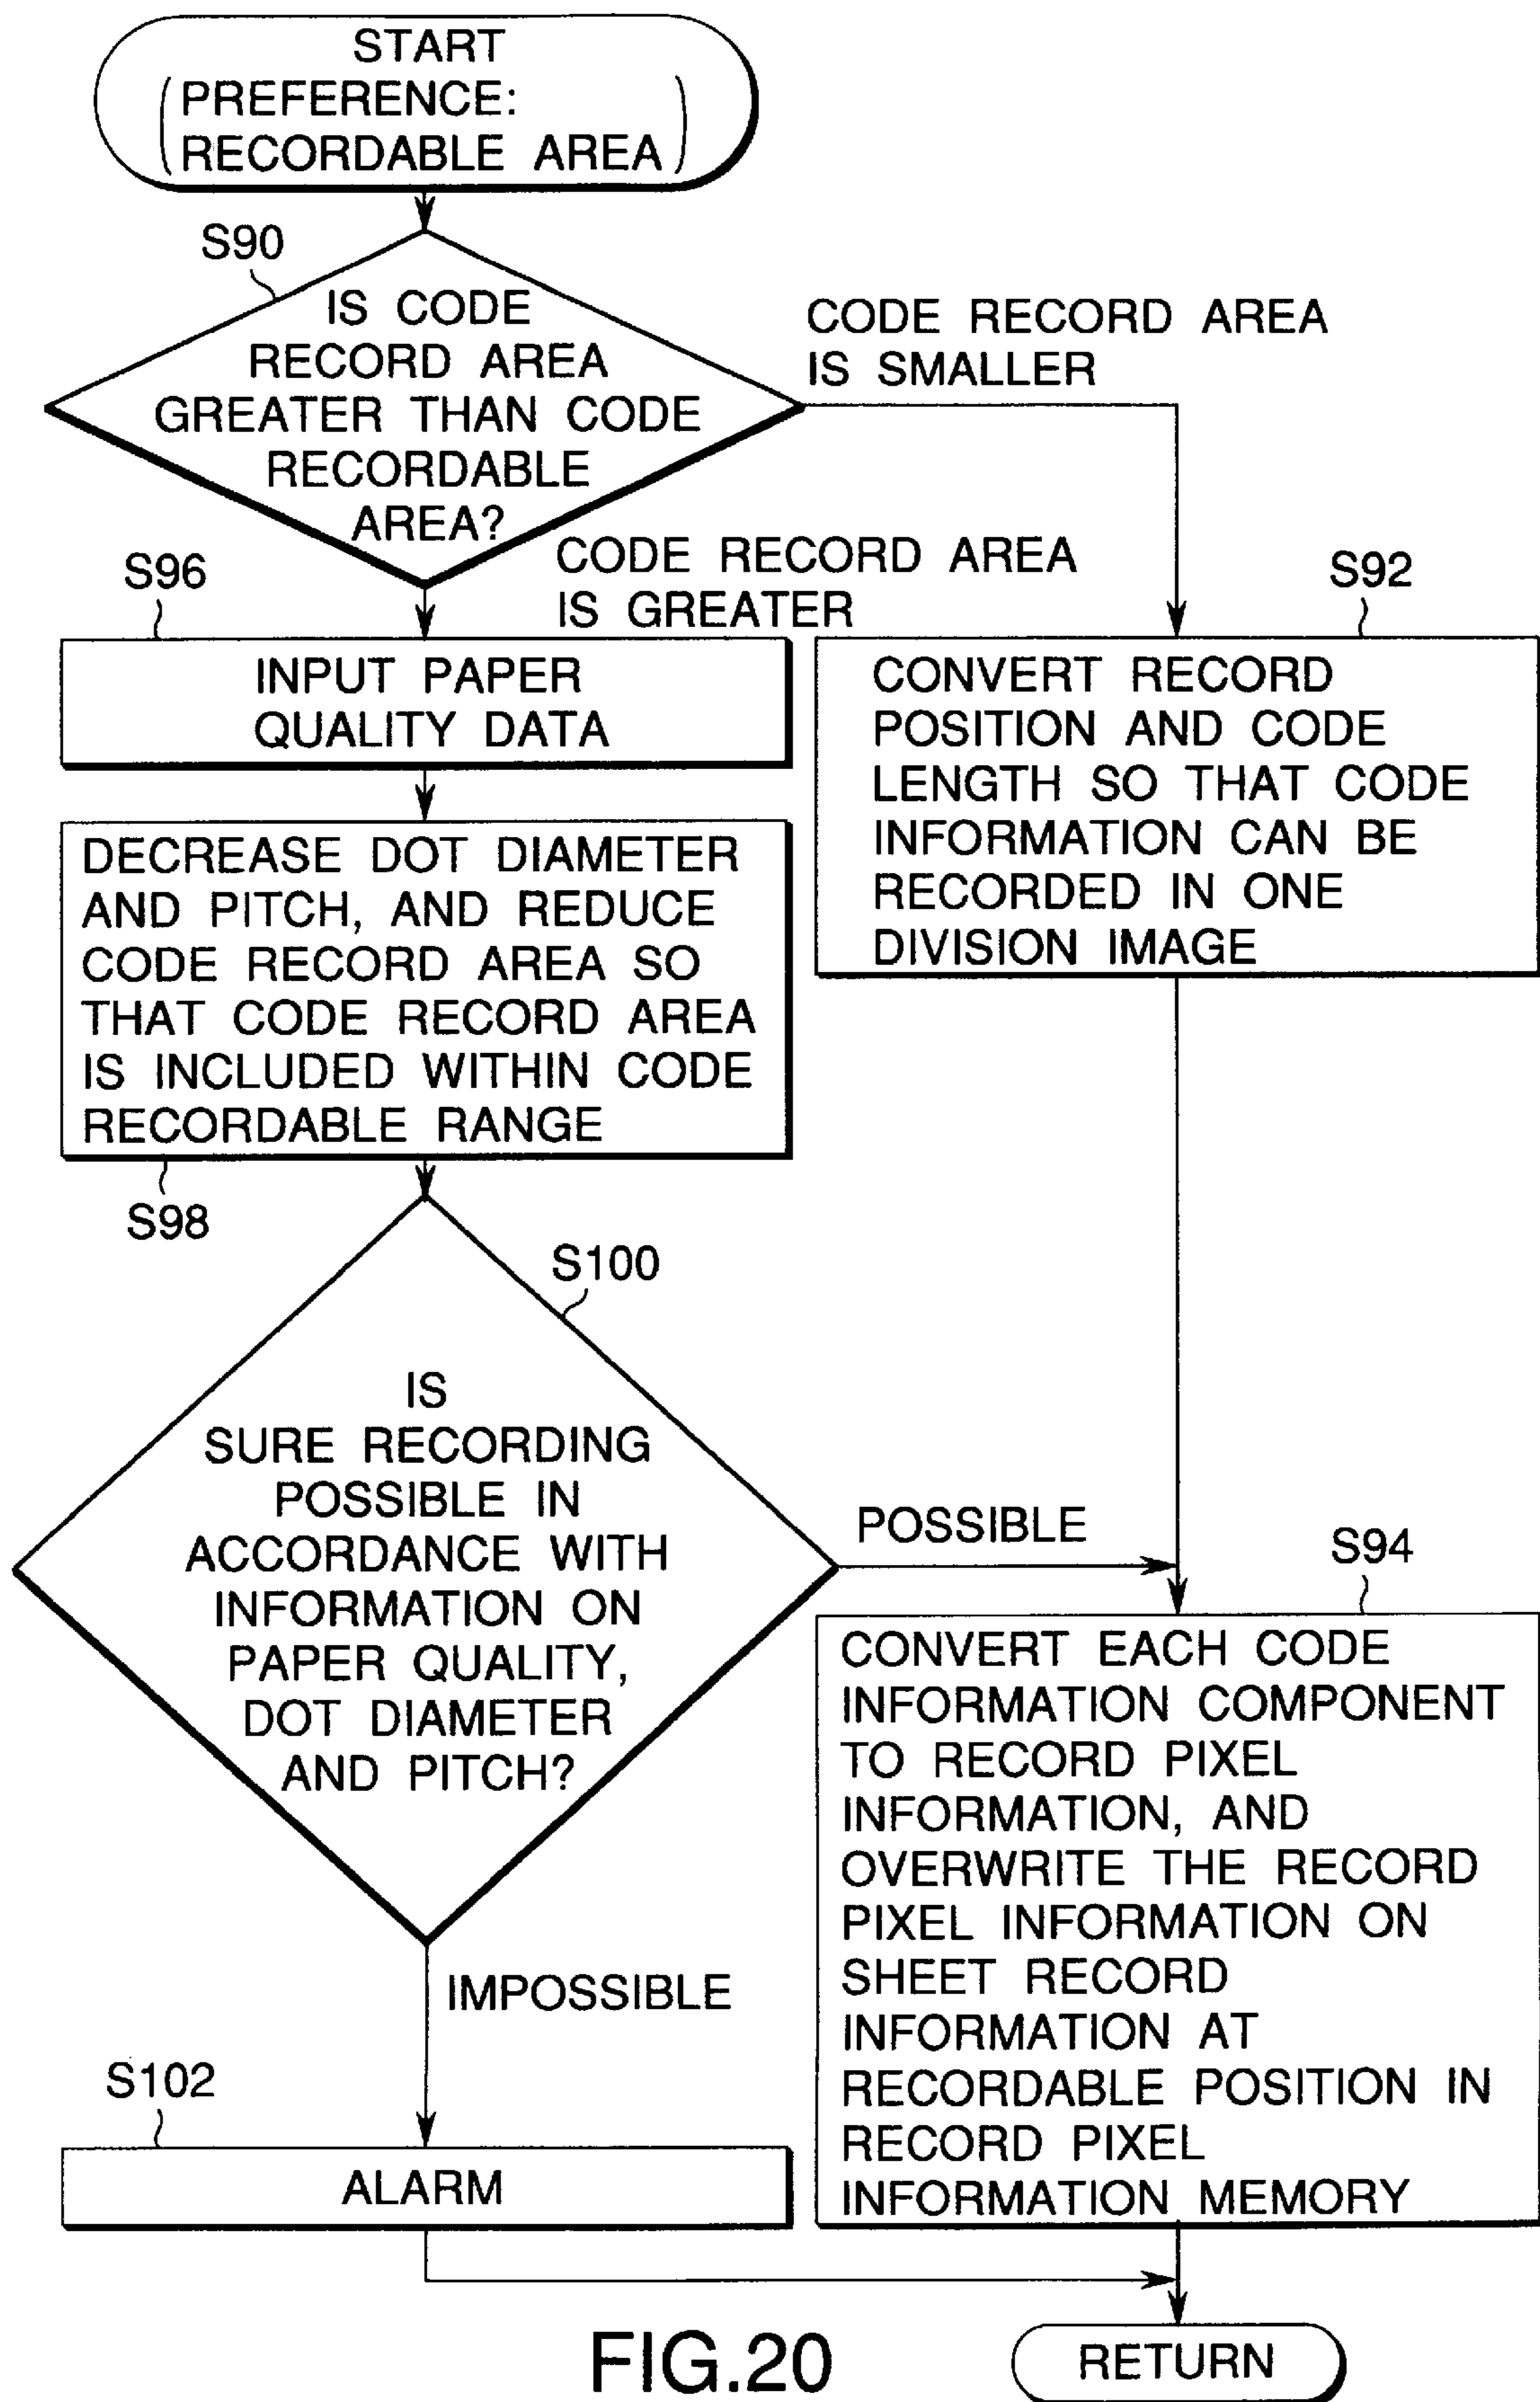 START
PREFERENCE:
RECORDABLE AREA
S90
IS CODE
RECORD AREA
GREATER THAN CODE
RECORDABLE
AREA?
CODE RECORD AREA
IS SMALLER
CODE RECORD AREA
IS GREATER
S96
INPUT PAPER
QUALITY DATA
S92
CONVERT RECORD
POSITION AND CODE
LENGTH SO THAT CODE
INFORMATION CAN BE
RECORDED IN ONE
DIVISION IMAGE
DECREASE DOT DIAMETER
AND PITCH, AND REDUCE
CODE RECORD AREA SO
THAT CODE RECORD AREA
IS INCLUDED WITHIN CODE
RECORDABLE RANGE
S98
S100
IS
SURE RECORDING
POSSIBLE IN
ACCORDANCE WITH
INFORMATION ON
PAPER QUALITY,
DOT DIAMETER
AND PITCH?
POSSIBLE
IMPOSSIBLE
S94
CONVERT EACH CODE
INFORMATION COMPONENT
TO RECORD PIXEL
INFORMATION, AND
OVERWRITE THE RECORD
PIXEL INFORMATION ON
SHEET RECORD
INFORMATION AT
RECORDABLE POSITION IN
RECORD PIXEL
INFORMATION MEMORY
S102
ALARM
RETURN
FIG.20